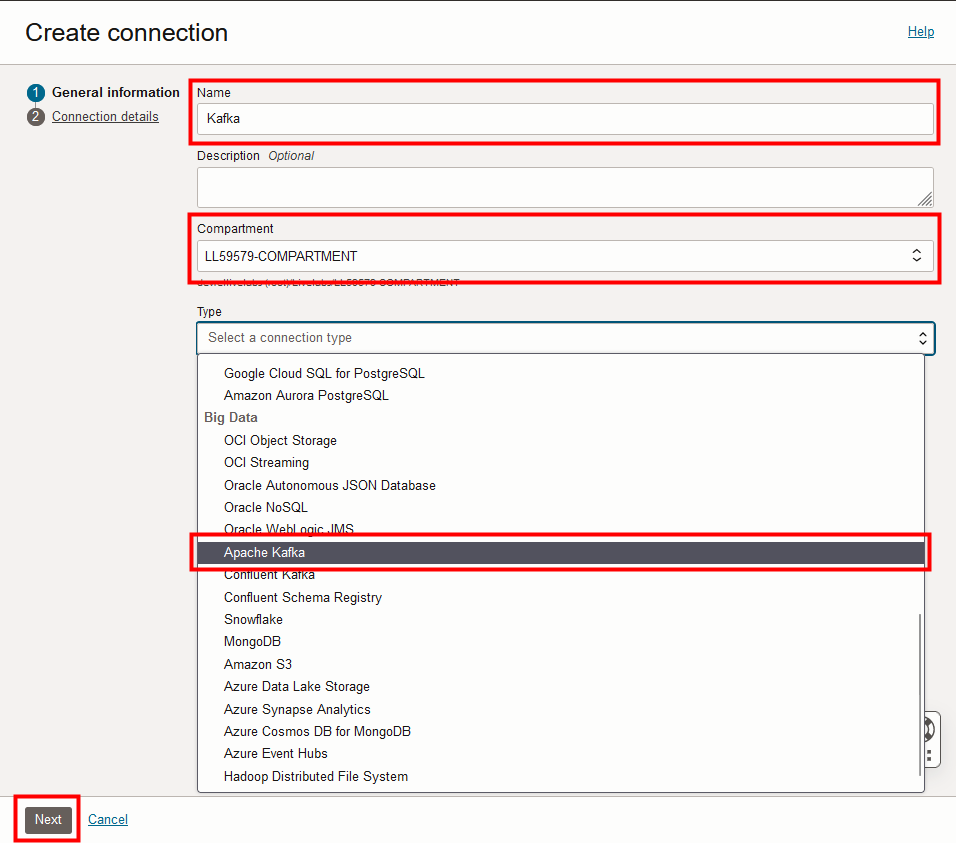 Create connection
Help
1 General information
2 Connection details
Name
Kafka
Description Optional
Compartment
LL59579-COMPARTMENT
(root)/Livelabs/LL59579-COMPARTMENT
Type
Select a connection type
Google Cloud SQL for PostgreSQL
Amazon Aurora PostgreSQL
Big Data
OCI Object Storage
OCI Streaming
Oracle Autonomous JSON Database
Oracle NoSQL
Oracle WebLogic JMS
Apache Kafka
Confluent Kafka
Confluent Schema Registry
Snowflake
MongoDB
Amazon S3
Azure Data Lake Storage
Azure Synapse Analytics
Azure Cosmos DB for MongoDB
Azure Event Hubs
Hadoop Distributed File System
Next
Cancel